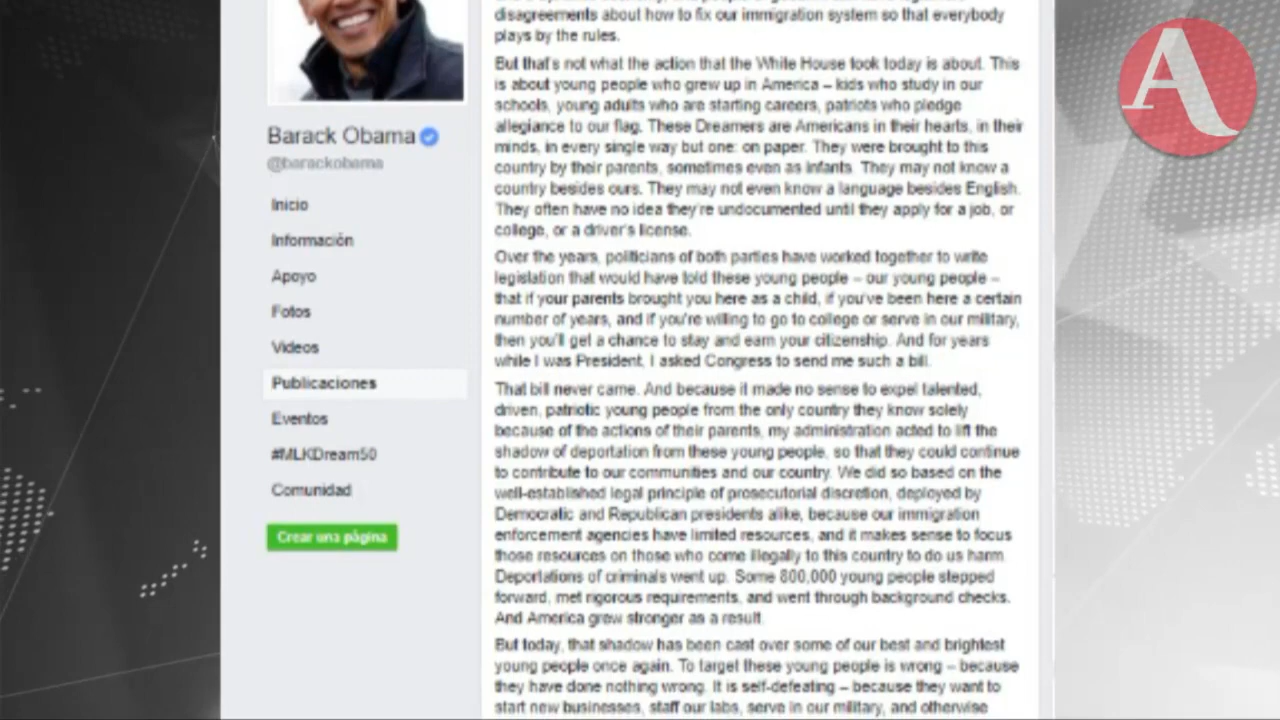 disagreements about how to fix our immigration system so that everybody
plays by the rules.
But that's not what the action that the White House took today is about. This
is about young people who grew up in America – kids who study in our
schools, young adults who are starting careers, patriots who pledge
allegiance to our flag. These Dreamers are Americans in their hearts, in their
minds, in every single way but one: on paper. They were brought to this
country by their parents, sometimes even as infants. They may not know a
country besides ours. They may not even know a language besides English.
They often have no idea they're undocumented until they apply for a job, or
college, or a driver's license.
Over the years, politicians of both parties have worked together to write
legislation that would have told these young people – our young people –
that if your parents brought you here as a child, if you've been here a certain
number of years, and if you're willing to go to college or serve in our military,
then you'll get a chance to stay and earn your citizenship. And for years
while I was President, I asked Congress to send me such a bill.
That bill never came. And because it made no sense to expel talented,
driven, patriotic young people from the only country they know solely
because of the actions of their parents, my administration acted to lift the
shadow of deportation from these young people, so that they could continue
to contribute to our communities and our country. We did so based on the
well-established legal principle of prosecutorial discretion, deployed by
Democratic and Republican presidents alike, because our immigration
enforcement agencies have limited resources, and it makes sense to focus
those resources on those who come illegally to this country to do us harm.
Deportations of criminals went up. Some 800,000 young people stepped
forward, met rigorous requirements, and went through background checks.
And America grew stronger as a result.
But today, that shadow has been cast over some of our best and brightest
young people once again. To target these young people is wrong – because
they have done nothing wrong. It is self-defeating – because they want to
start new businesses, staff our labs, serve in our military, and otherwise
Barack Obama
@barackobama
Inicio
Información
Apoyo
Fotos
Videos
Publicaciones
Eventos
#MLKDream50
Comunidad
Crear una página
A